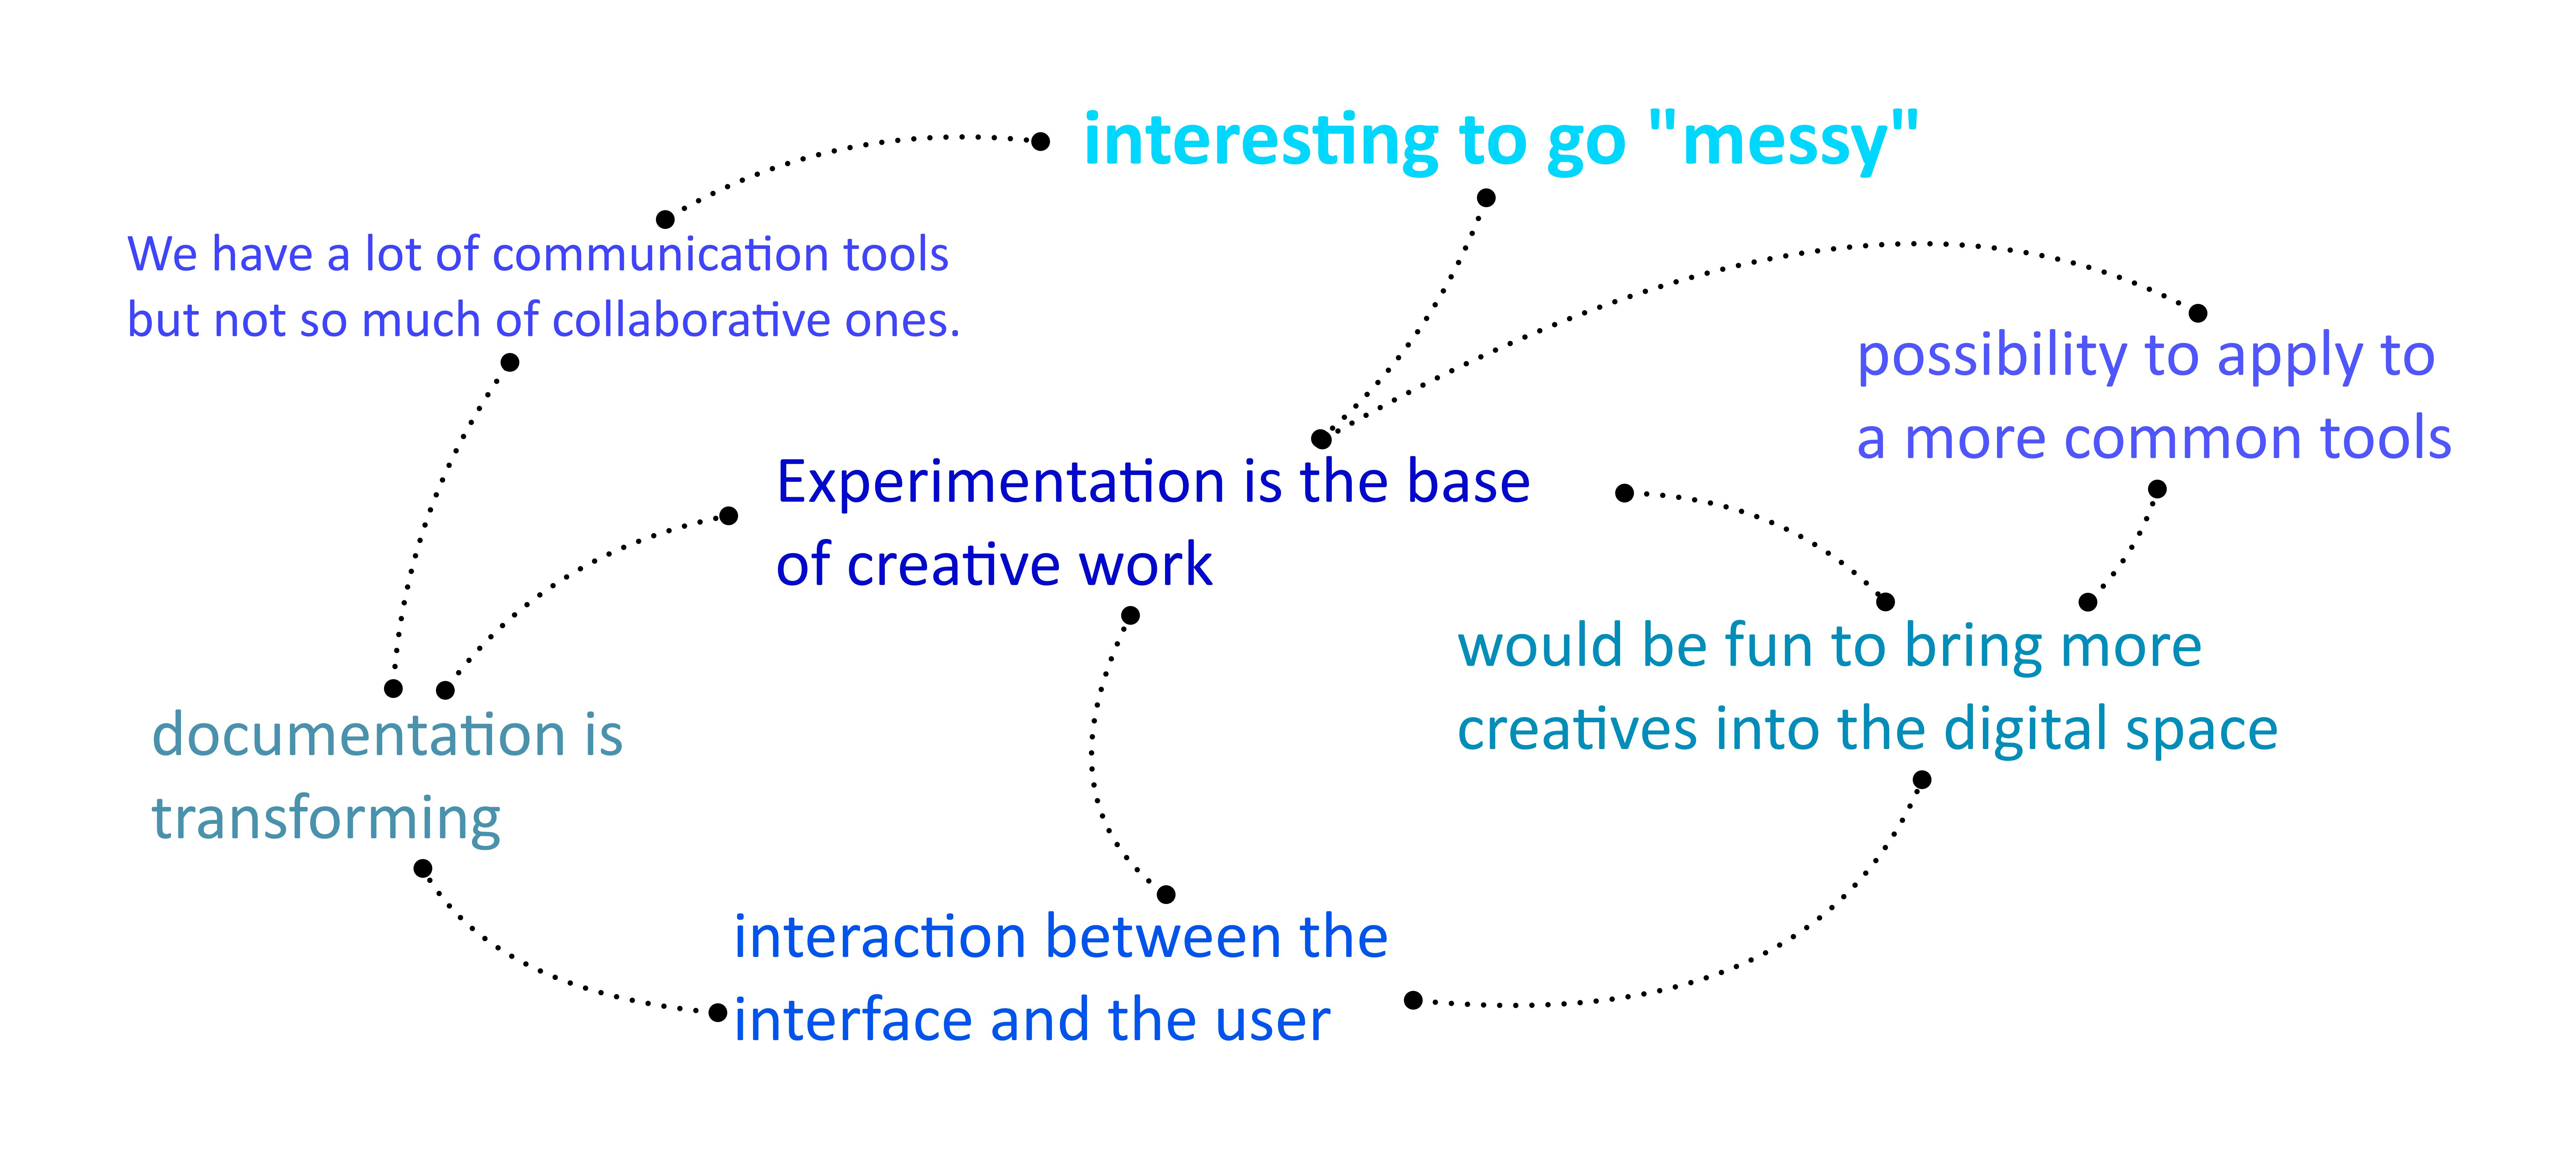 interesting to go "messy"
We have a lot of communication tools
but not so much of collaborative ones.
possibility to apply to
a more common tools
Experimentation is the base
of creative work
would be fun to bring more
creatives into the digital space
documentation is
transforming
interaction between the
interface and the user